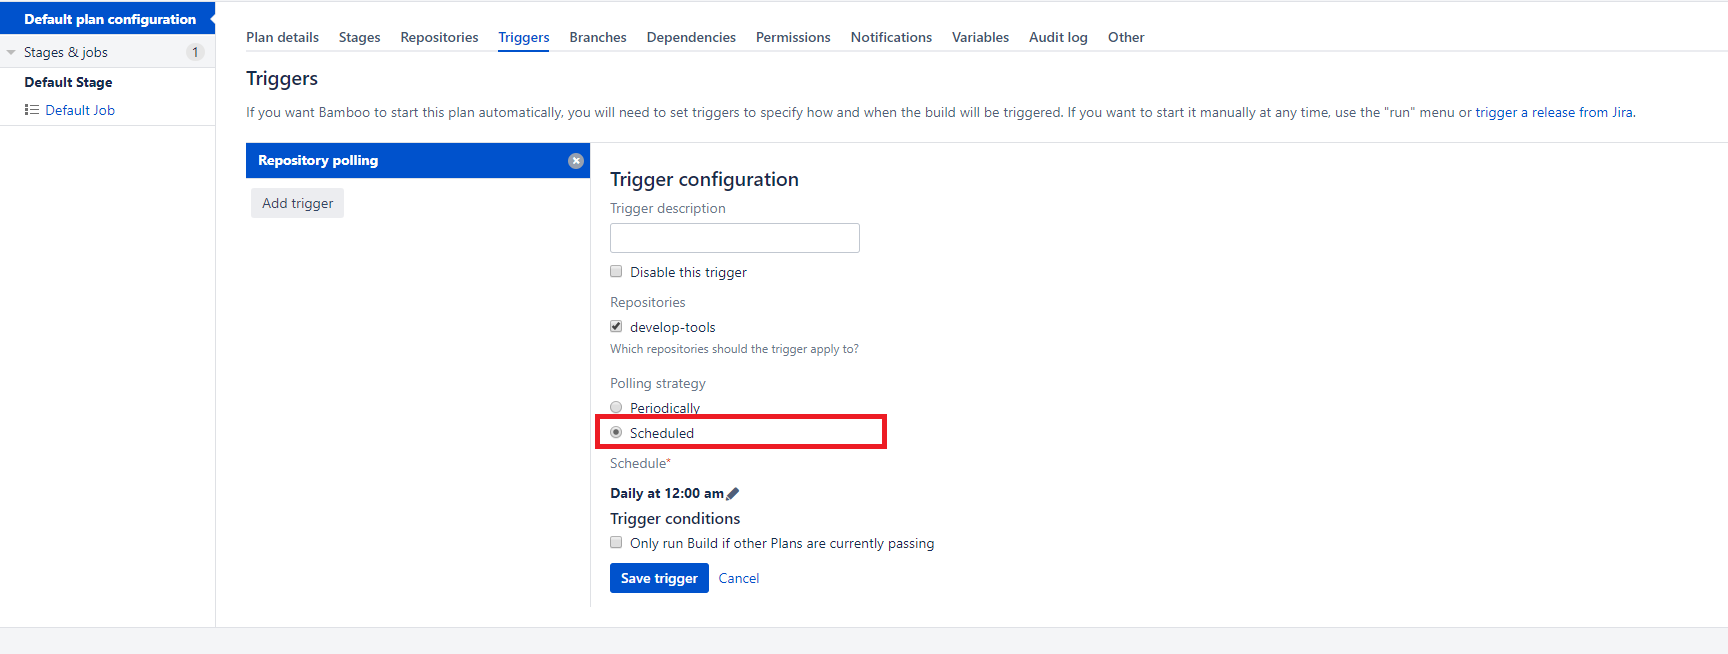 Default plan configuration
Stages & jobs 1
Default Stage
Default Job
Plan details Stages Repositories Triggers Branches Dependencies Permissions Notifications Variables Audit log Other
Triggers
If you want Bamboo to start this plan automatically, you will need to set triggers to specify how and when the build will be triggered. If you want to start it manually at any time, use the "run" menu or trigger a release from Jira.
Repository polling
Add trigger
Trigger configuration
Trigger description
Disable this trigger
Repositories
develop-tools
Which repositories should the trigger apply to?
Polling strategy
Periodically
Scheduled
Schedule*
Daily at 12:00 am
Trigger conditions
Only run Build if other Plans are currently passing
Save trigger Cancel